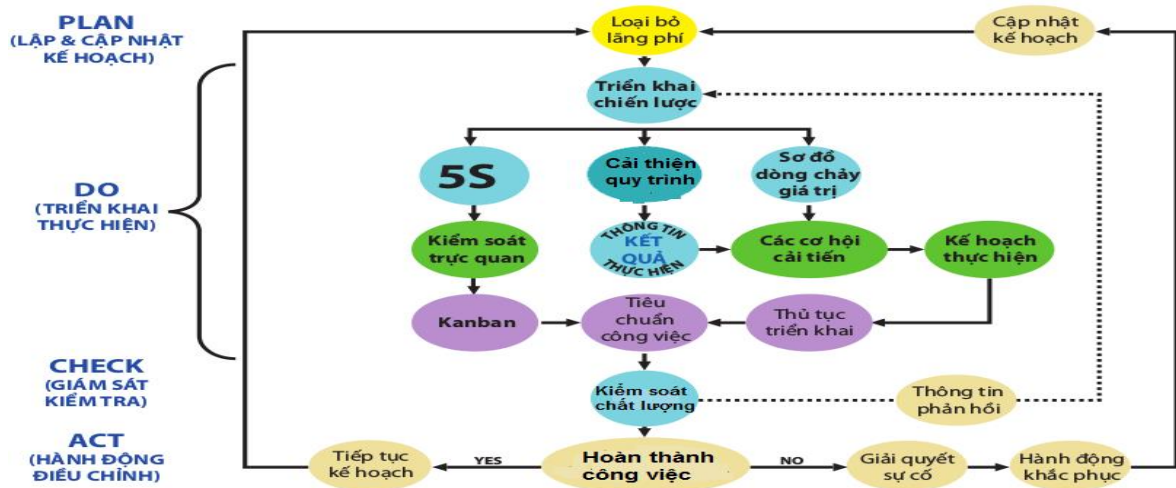 PLAN
(LẬP & CẬP NHẬT
KẾ HOẠCH)
Loại bỏ
lãng phí
Cập nhật
kế hoạch
Triển khai
chiến lược
DO
(TRIỂN KHAI
THỰC HIỆN)
5S
Cải thiện
quy trình
Sơ đồ
dòng chảy
giá trị
Kiểm soát
trực quan
THÔNG TIN
KẾT
QUẢ
THỰC HIỆN
Các cơ hội
cải tiến
Kế hoạch
thực hiện
Kanban
Tiêu
chuẩn
công việc
Thủ tục
triển khai
CHECK
(GIÁM SÁT
KIỂM TRA)
Kiểm soát
chất lượng
Thông tin
phản hồi
ACT
(HÀNH ĐỘNG
ĐIỀU CHỈNH)
Tiếp tục
kế hoạch
YES
Hoàn thành
công việc
NO
Giải quyết
sự cố
Hành động
khắc phục